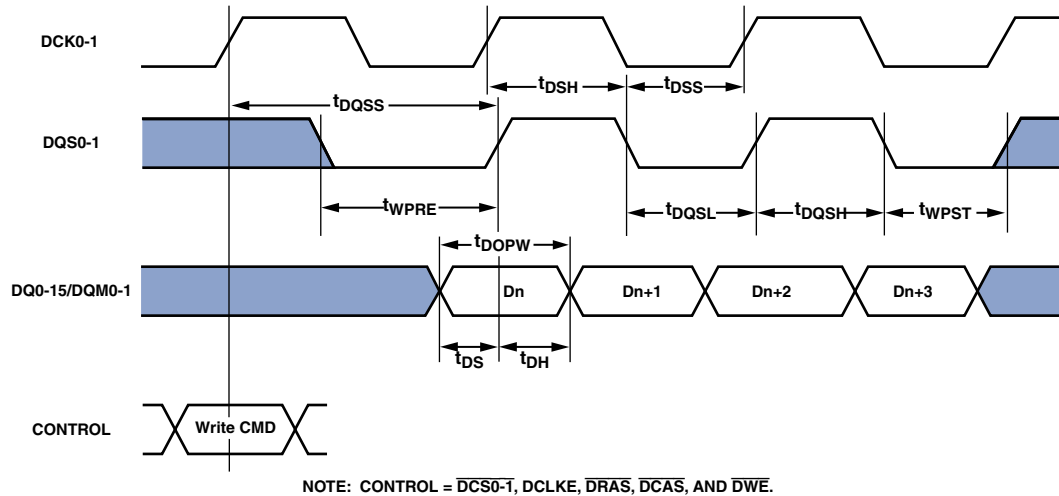 DCK0-1
tDSH tDSS
tDQSS
DQS0-1
tWPRE
tDQSL tDQSH tWPST
tDOPW
DQ0-15/DQM0-1
Dn Dn+1 Dn+2 Dn+3
tDS tDH
CONTROL
Write CMD
NOTE: CONTROL = DCS0-1, DCLKE, DRAS, DCAS, AND DWE.